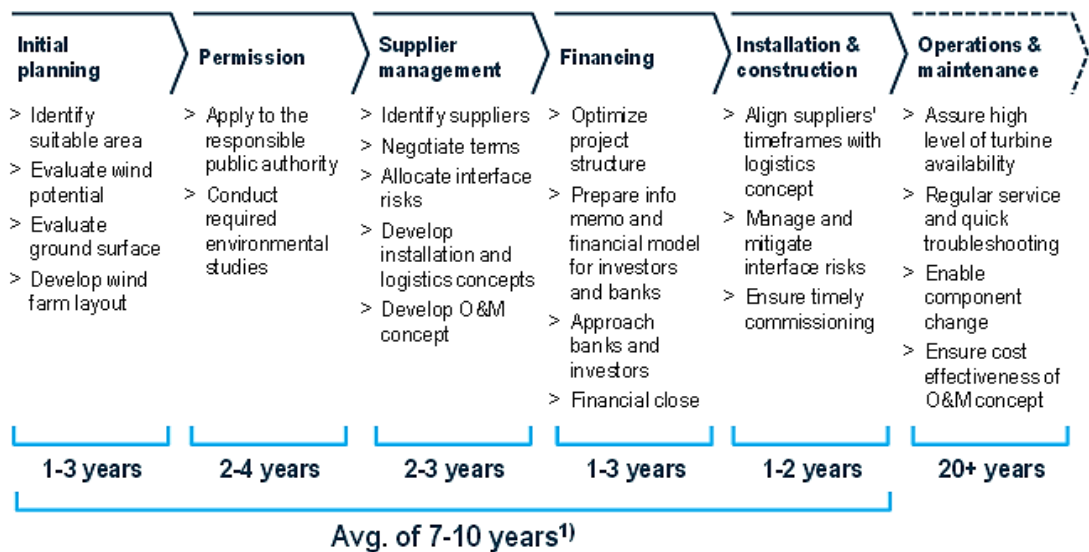 Initial
planning
Permission
Supplier
management
Financing
Installation &
construction
Operations &
maintenance
> Identify
suitable area
> Evaluate wind
potential
> Evaluate
ground surface
> Develop wind
farm layout
> Apply to the
responsible
public authority
> Conduct
required
environmental
studies
> Identify suppliers
> Negotiate terms
> Allocate interface
risks
> Develop
installation and
logistics concepts
> Develop O&M
concept
> Optimize
project
structure
> Prepare info
memo and
financial model
for investors
and banks
> Approach
banks and
investors
> Financial close
> Align suppliers'
timeframes with
logistics
concept
> Manage and
mitigate
interface risks
> Ensure timely
commissioning
> Assure high
level of turbine
availability
> Regular service
and quick
troubleshooting
> Enable
component
change
> Ensure cost
effectiveness of
O&M concept
1-3 years
2-4 years
2-3 years
1-3 years
1-2 years
20+ years
Avg. of 7-10 years¹⁾